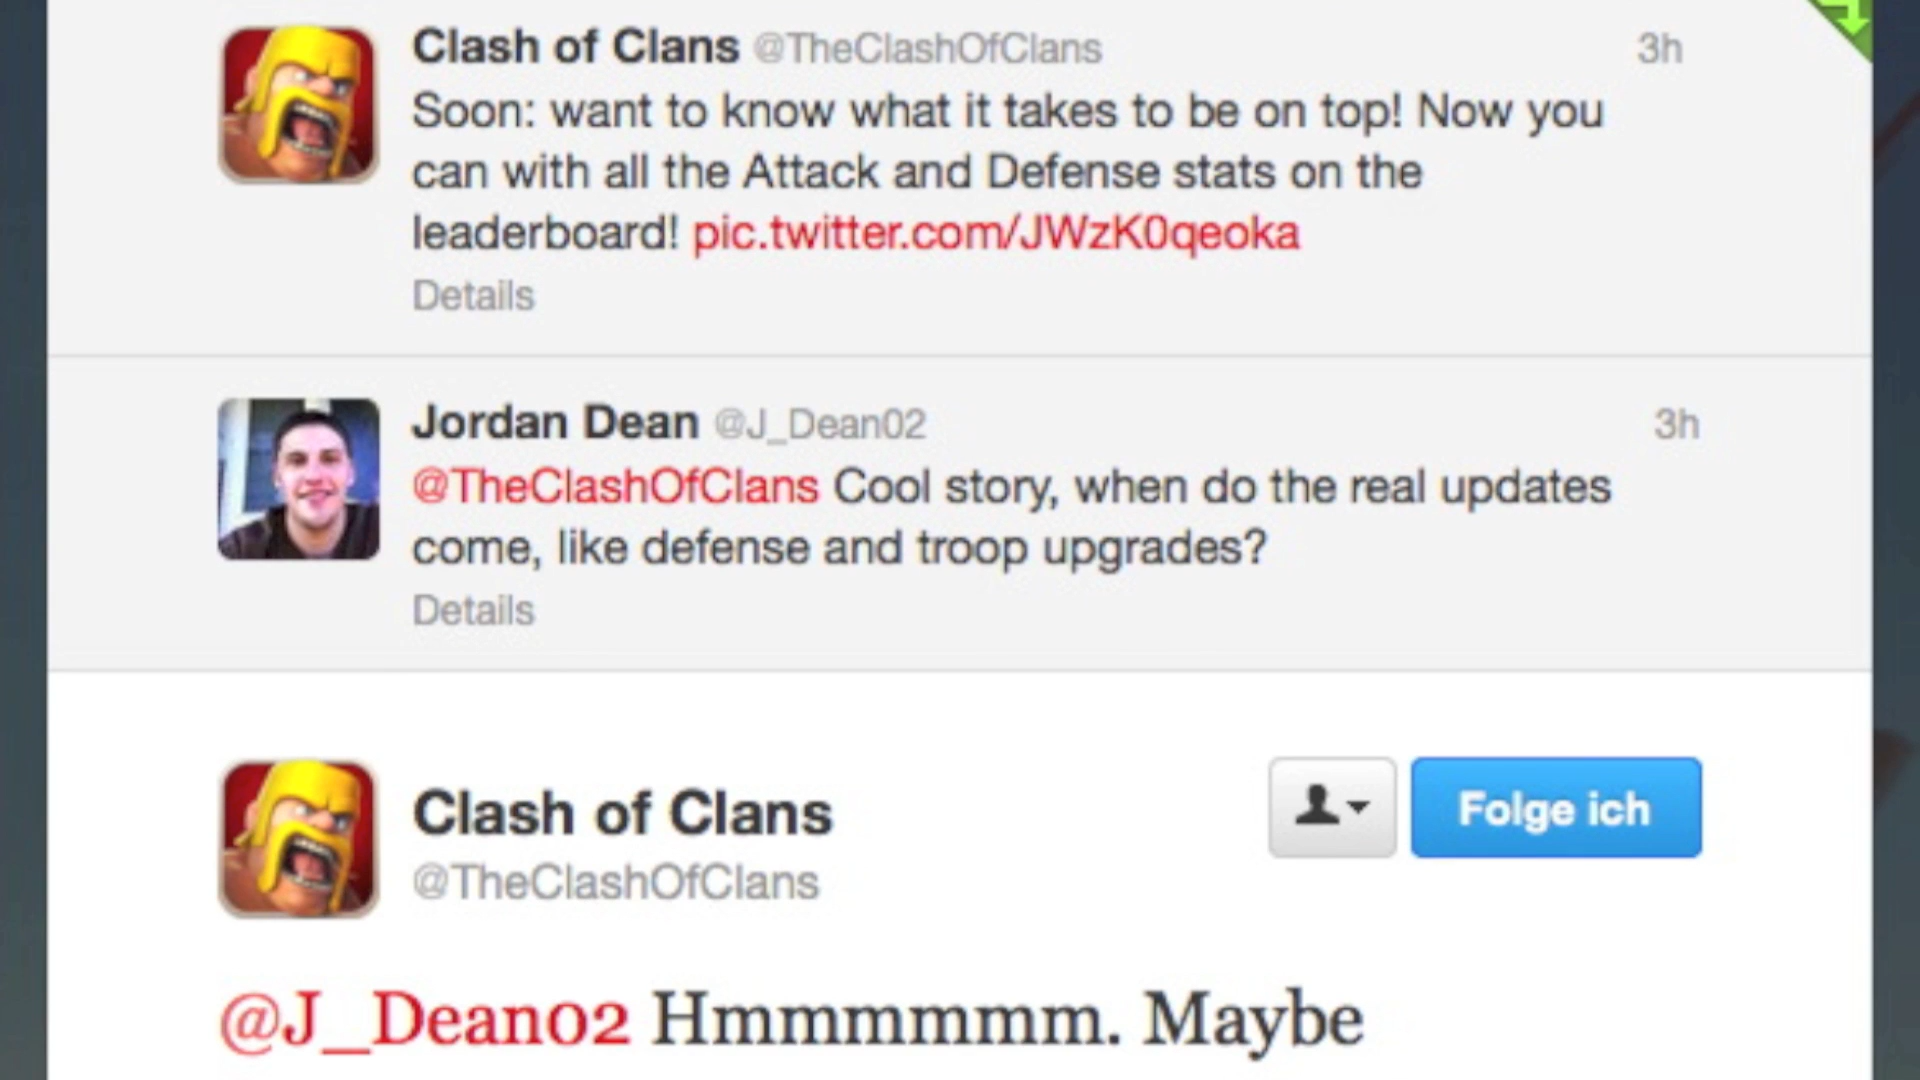 Clash of Clans @TheClashOfClans 3h
Soon: want to know what it takes to be on top! Now you
can with all the Attack and Defense stats on the
leaderboard! pic.twitter.com/JWzK0qeoka
Details
Jordan Dean @J_Dean02 3h
@TheClashOfClans Cool story, when do the real updates
come, like defense and troop upgrades?
Details
Clash of Clans
Folge ich
@TheClashOfClans
@J_Dean02 Hmmmmmm. Maybe